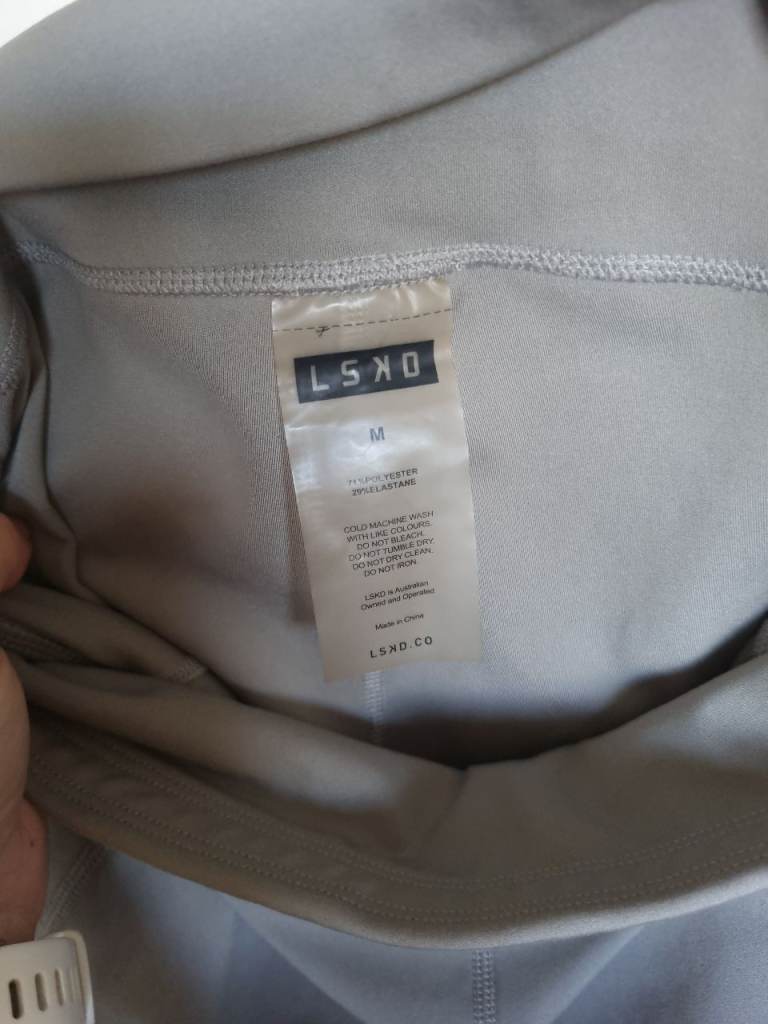 LSKD
M
71%POLYESTER
29%ELASTANE
COLD MACHINE WASH
WITH LIKE COLOURS.
DO NOT BLEACH.
DO NOT TUMBLE DRY.
DO NOT DRY CLEAN.
DO NOT IRON.
LSKD is Australian
Owned and Operated
Made in China
LSKD.CO